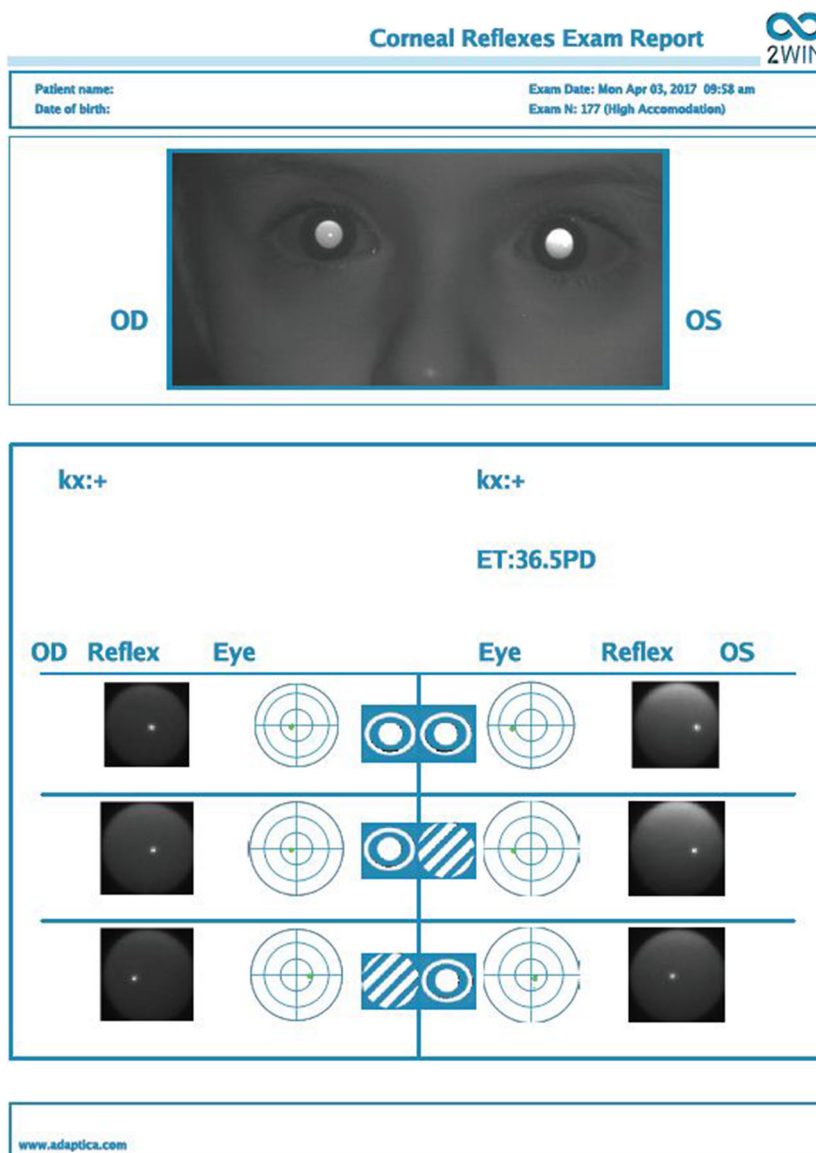 Corneal Reflexes Exam Report
2WIN
Patient name:
Exam Date: Mon Apr 03, 2017 09:58 am
Date of birth:
Exam N: 177 (High Accomodation)
OD
OS
kx:+
kx:+
ET:36.5PD
OD Reflex Eye Eye Reflex OS
www.adaptica.com